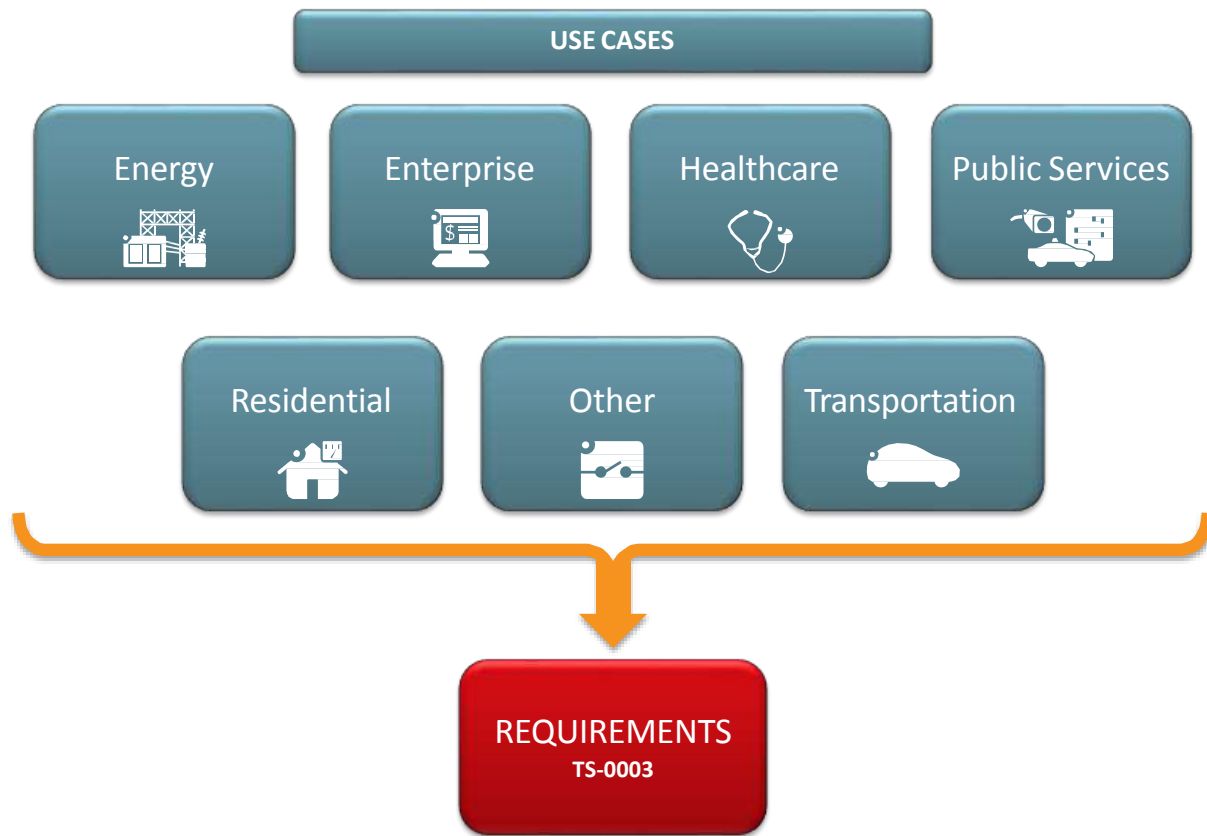 USE CASES
Energy
Enterprise
Healthcare
Public Services
$
Residential
Other
Transportation
REQUIREMENTS
TS-0003